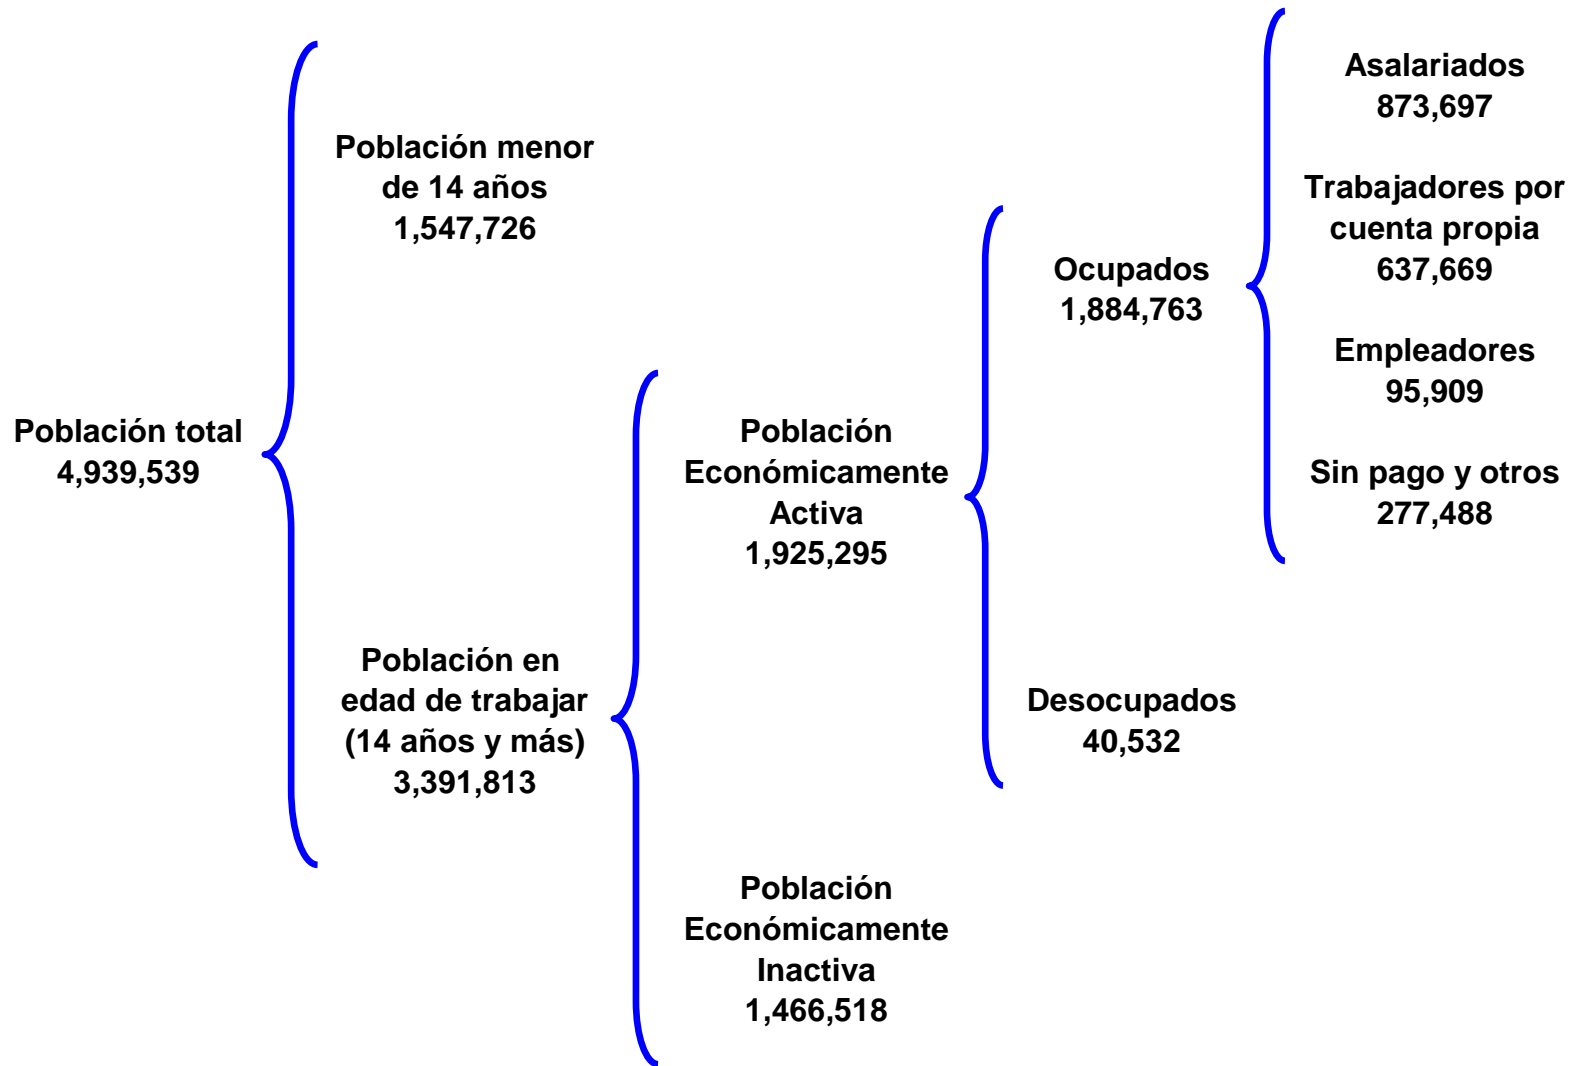 Población total
4,939,539
Población menor
de 14 años
1,547,726
Población en
edad de trabajar
(14 años y más)
3,391,813
Población
Económicamente
Activa
1,925,295
Población
Económicamente
Inactiva
1,466,518
Ocupados
1,884,763
Desocupados
40,532
Asalariados
873,697
Trabajadores por
cuenta propia
637,669
Empleadores
95,909
Sin pago y otros
277,488